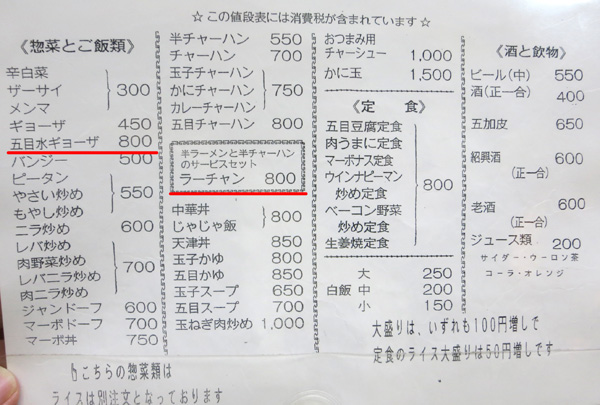 ☆ この値段表には消費税が含まれています ☆
《惣菜とご飯類》
辛白菜
ザーサイ 300
メンマ
ギョーザ 450
五目水ギョーザ 800
バンジー 500
ピータン
やさい炒め 550
もやし炒め
ニラ炒め 600
レバ炒め
肉野菜炒め 700
レバニラ炒め
肉ニラ炒め
ジャンドーフ 600
マーボドーフ 700
マーボ丼 750
こちらの惣菜類は
ライスは別注文となっております
半チャーハン 550
チャーハン 700
玉子チャーハン
かにチャーハン 750
カレーチャーハン
五目チャーハン 800
半ラーメンと半チャーハン
のサービスセット
ラーチャン 800
中華丼 800
じゃじゃ飯
天津丼 850
玉子かゆ 800
五目かゆ 850
玉子スープ 650
五目スープ 700
玉ねぎ肉炒め 1,000
おつまみ用
チャーシュー 1,000
かに玉 1,500
《定 食》
五目豆腐定食
肉うまに定食
マーボナス定食
ウインナピーマン 800
炒め定食
ベーコン野菜
炒め定食
生姜焼定食
大 250
白飯 中 200
小 150
大盛りは、いずれも100円増しで
定食のライス大盛りは50円増しです
《酒と飲物》
ビール(中) 550
酒(正一合) 400
五加皮 650
紹興酒 600
(正一合)
老酒 600
(正一合)
ジュース類 200
サイダー・ウーロン茶
コーラ・オレンジ